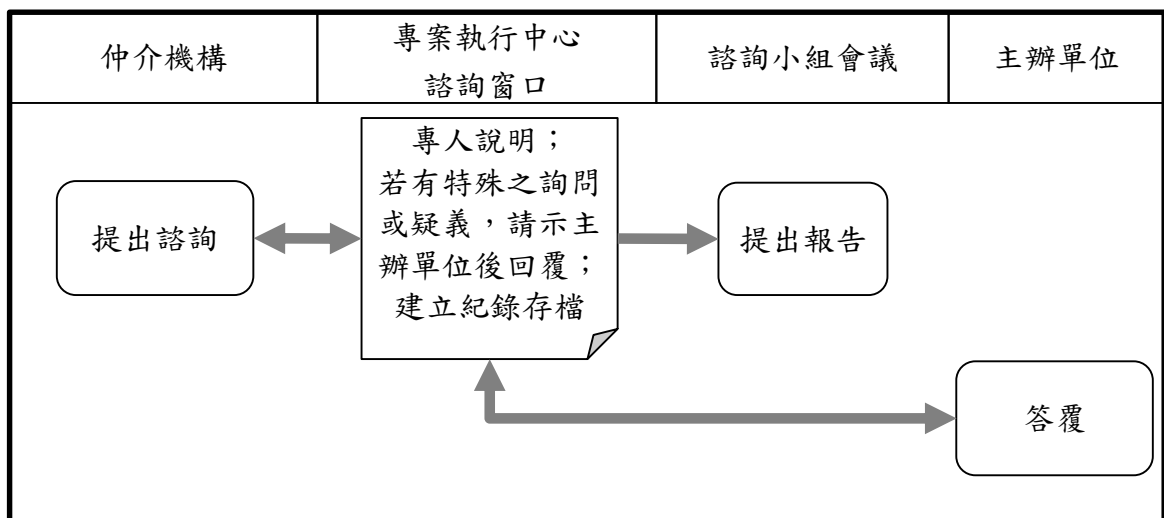 仲介機構
專案執行中心
諮詢窗口
諮詢小組會議
主辦單位
提出諮詢
專人說明；
若有特殊之詢問
或疑義，請示主
辦單位後回覆；
建立紀錄存檔
提出報告
答覆